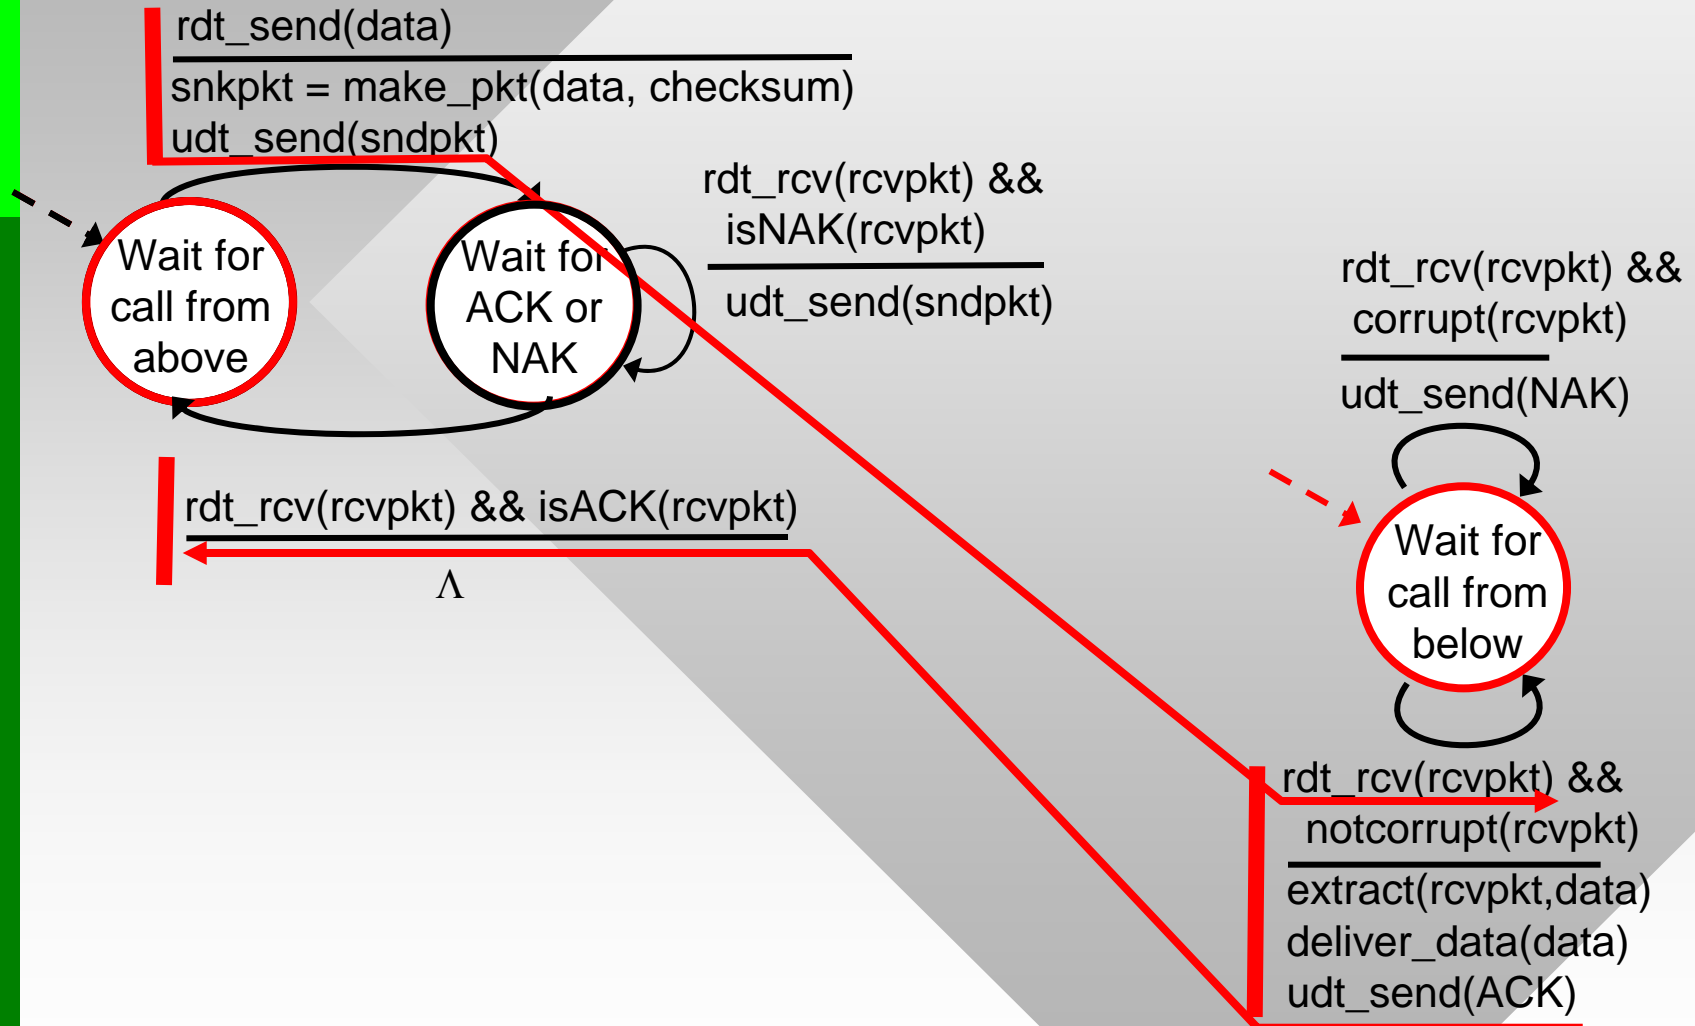 rdt_send(data)
snkpkt = make_pkt(data, checksum)
udt_send(sndpkt)
Wait for
call from
above
Wait for
ACK or
NAK
rdt_rcv(rcvpkt) &&
isNAK(rcvpkt)
udt_send(sndpkt)
rdt_rcv(rcvpkt) && isACK(rcvpkt)
Λ
rdt_rcv(rcvpkt) &&
corrupt(rcvpkt)
udt_send(NAK)
Wait for
call from
below
rdt_rcv(rcvpkt) &&
notcorrupt(rcvpkt)
extract(rcvpkt,data)
deliver_data(data)
udt_send(ACK)